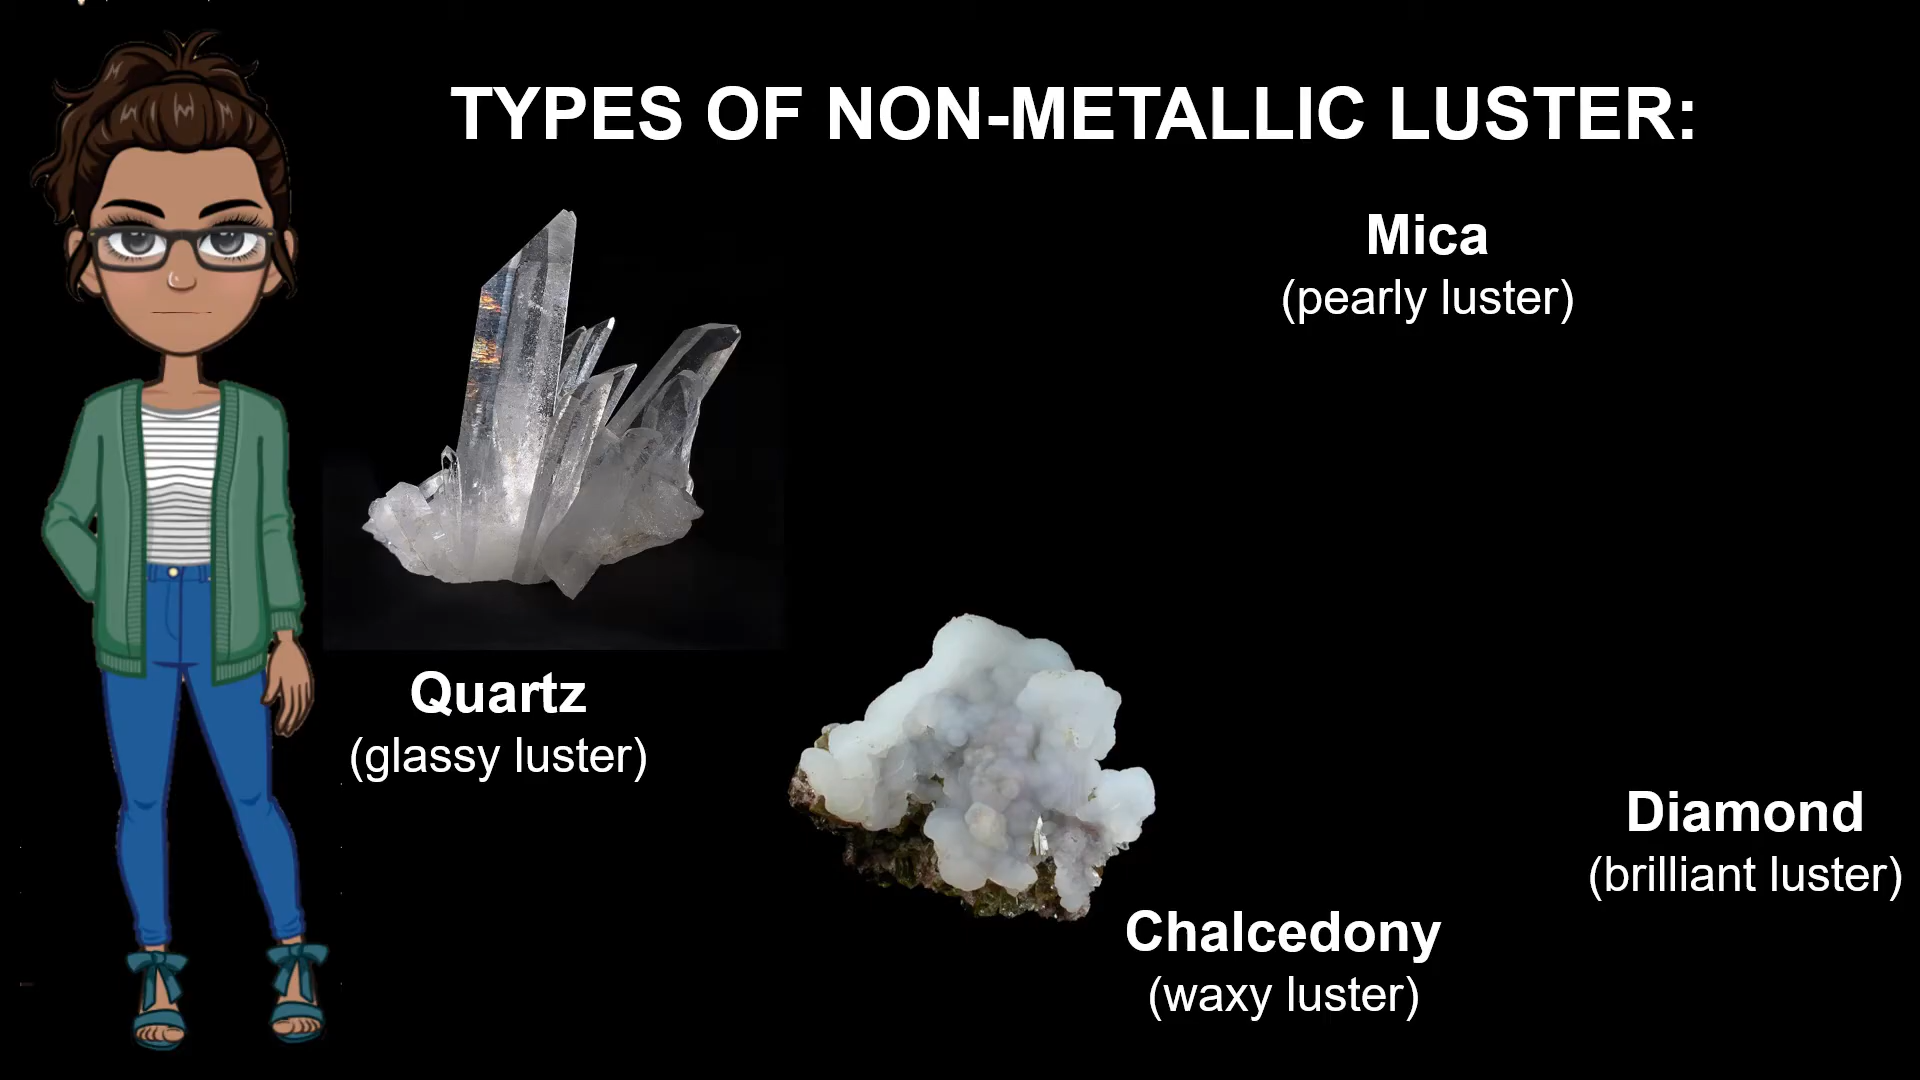 TYPES OF NON-METALLIC LUSTER:
Mica
(pearly luster)
Quartz
(glassy luster)
Diamond
(brilliant luster)
Chalcedony
(waxy luster)